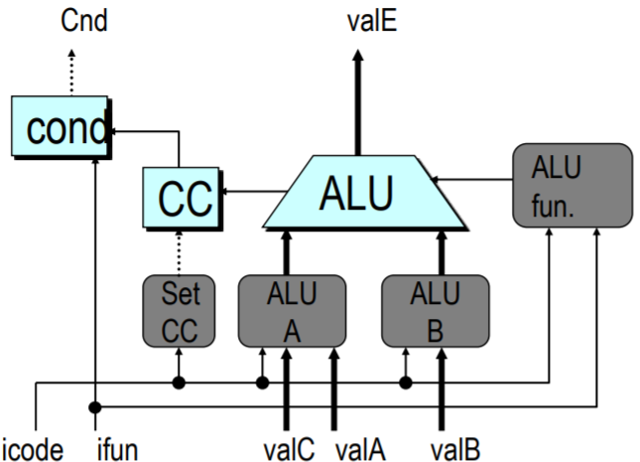 Cnd
valE
cond
CC
ALU
ALU
fun.
Set
CC
ALU
A
ALU
B
icode
ifun
valC
valA
valB